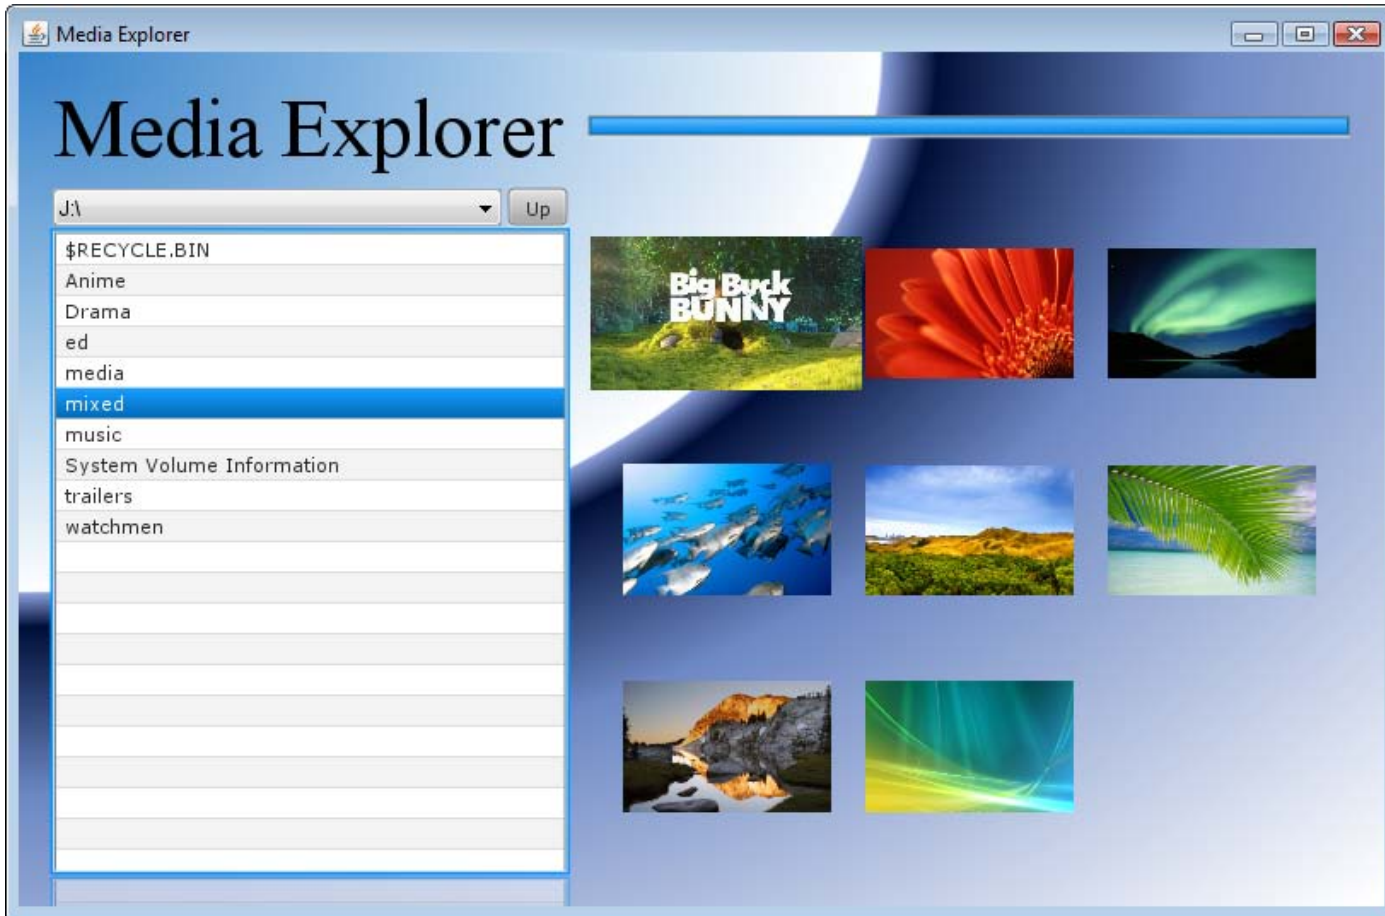 Media Explorer
Media Explorer
J:\
Up
$RECYCLE.BIN
Anime
Drama
ed
media
mixed
music
System Volume Information
trailers
watchmen
Big Buck
BUNNY